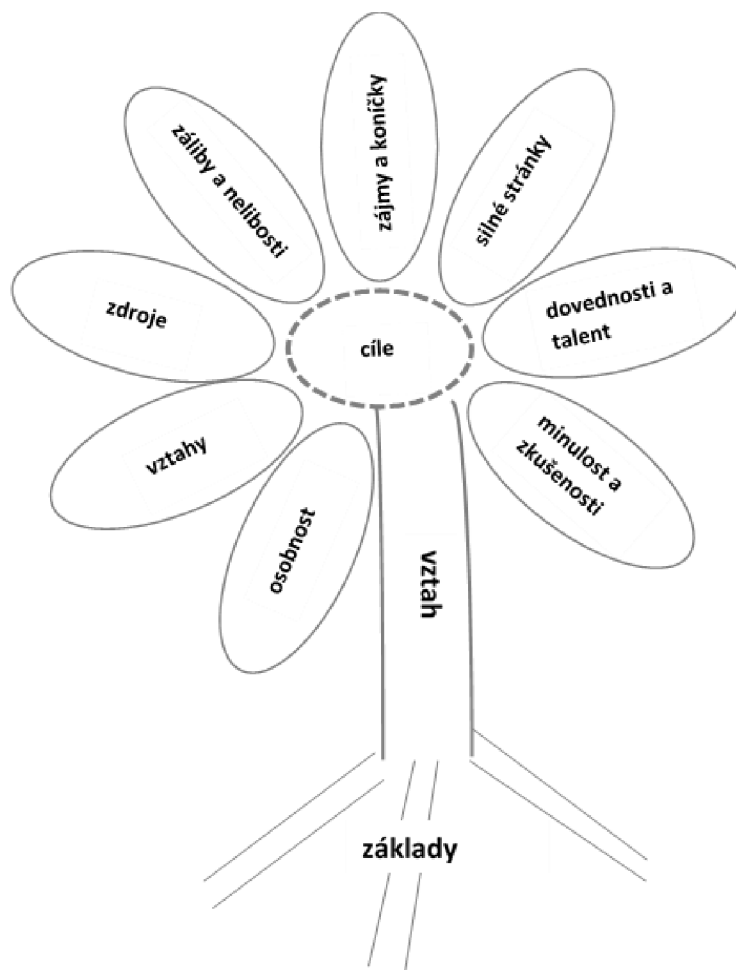 zájmy a koníčky
záliby a nelibosti
silné stránky
zdroje
dovednosti a
talent
cíle
vztahy
minulost a
zkušenosti
osobnost
vztah
základy